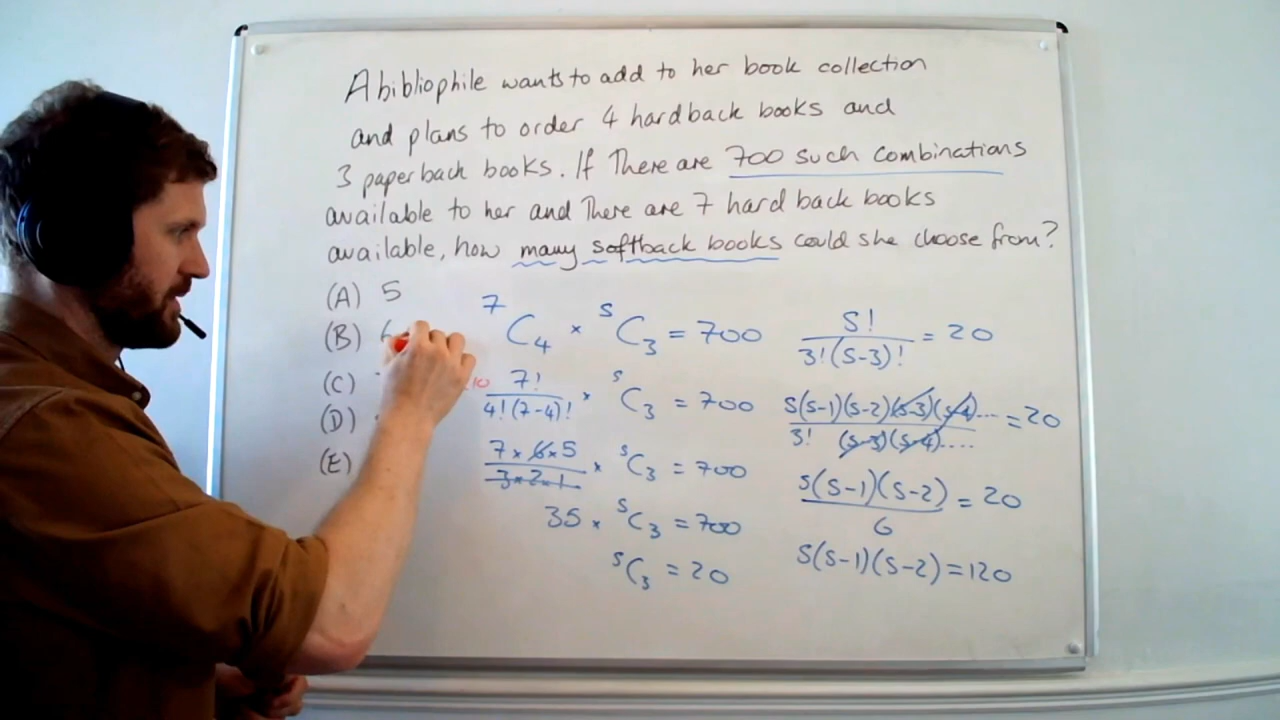 A bibliophile wants to add to her book collection
and plans to order 4 hardback books and
3 paperback books. If There are 700 such combinations
available to her and There are 7 hard back books
available, how many softback books could she choose from?
(A) 5
(B)
(C)
(D)
(E)
⁷C₄ × ˢC₃ = 700
10 7!/4!(7-4)! × ˢC₃ = 700
7×6×5/3×2×1 × ˢC₃ = 700
35 × ˢC₃ = 700
ˢC₃ = 20
S!/3!(S-3)! = 20
S(S-1)(S-2)(S-3)(S-4)..../3! (S-3)(S-4).... = 20
S(S-1)(S-2)/6 = 20
S(S-1)(S-2)=120